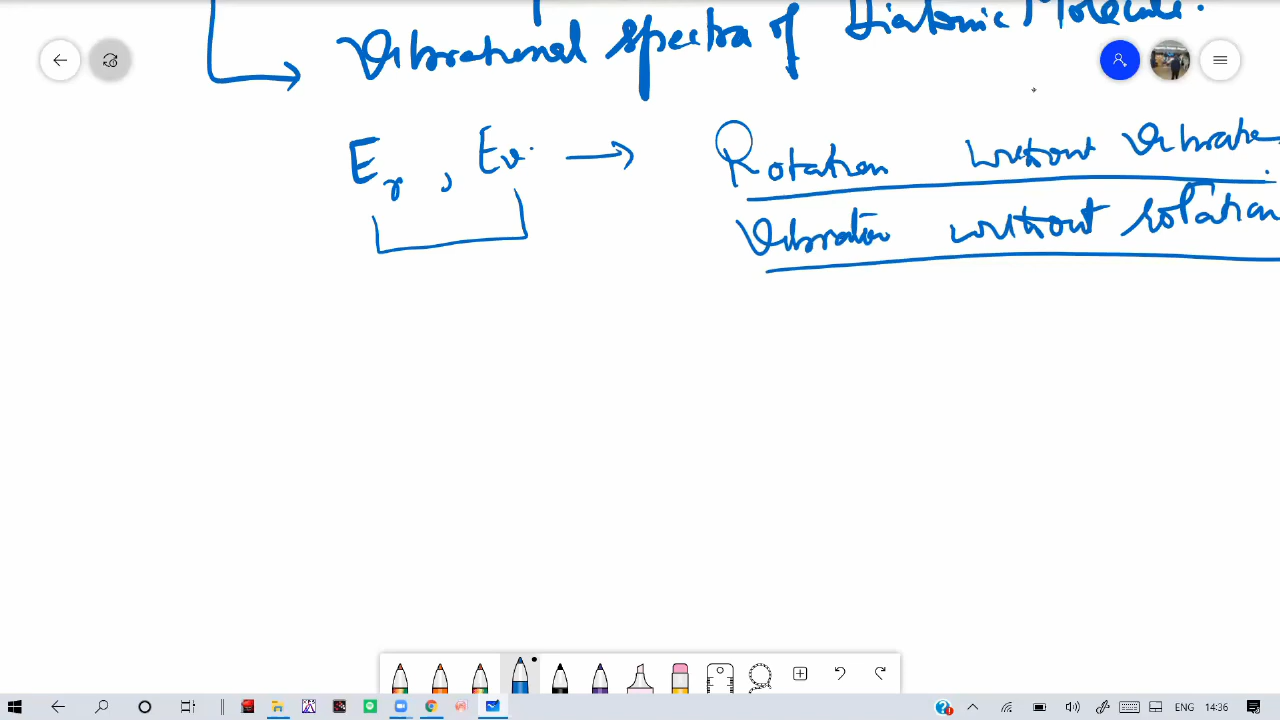 Vibrational spectra of Diatomic Molecule.
Er , Ev → Rotation without vibration
Vibration without rotation
ENG 14:36